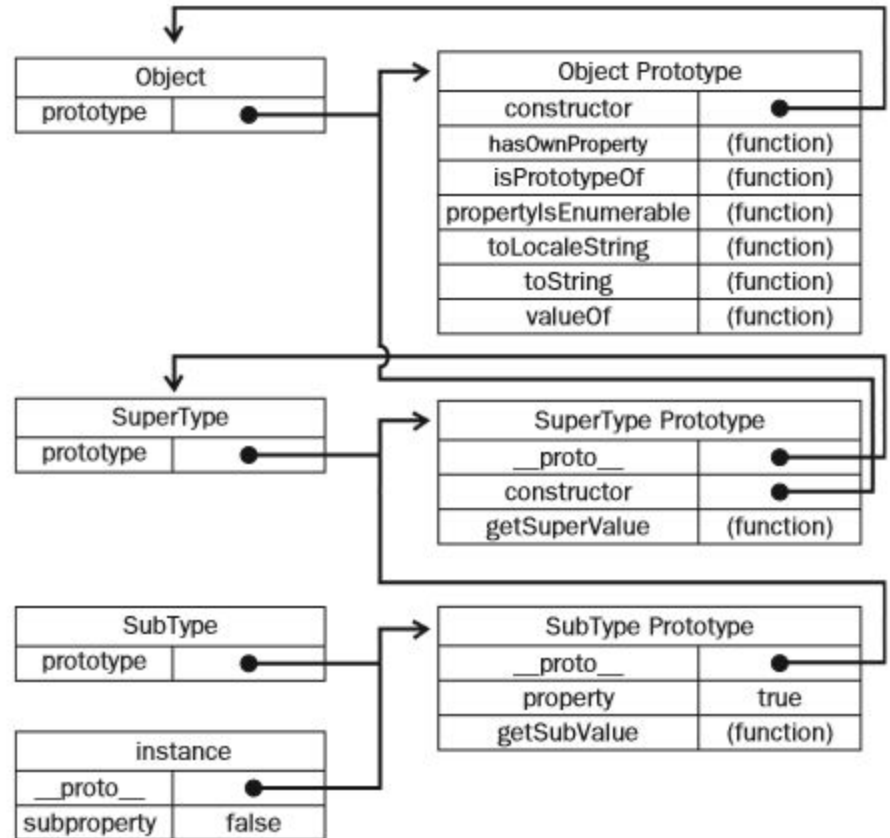 Object
prototype
Object Prototype
constructor
hasOwnProperty (function)
isPrototypeOf (function)
propertyIsEnumerable (function)
toLocaleString (function)
toString (function)
valueOf (function)
SuperType
prototype
SuperType Prototype
__proto__
constructor
getSuperValue (function)
SubType
prototype
SubType Prototype
__proto__
property true
getSubValue (function)
instance
__proto__
subproperty false